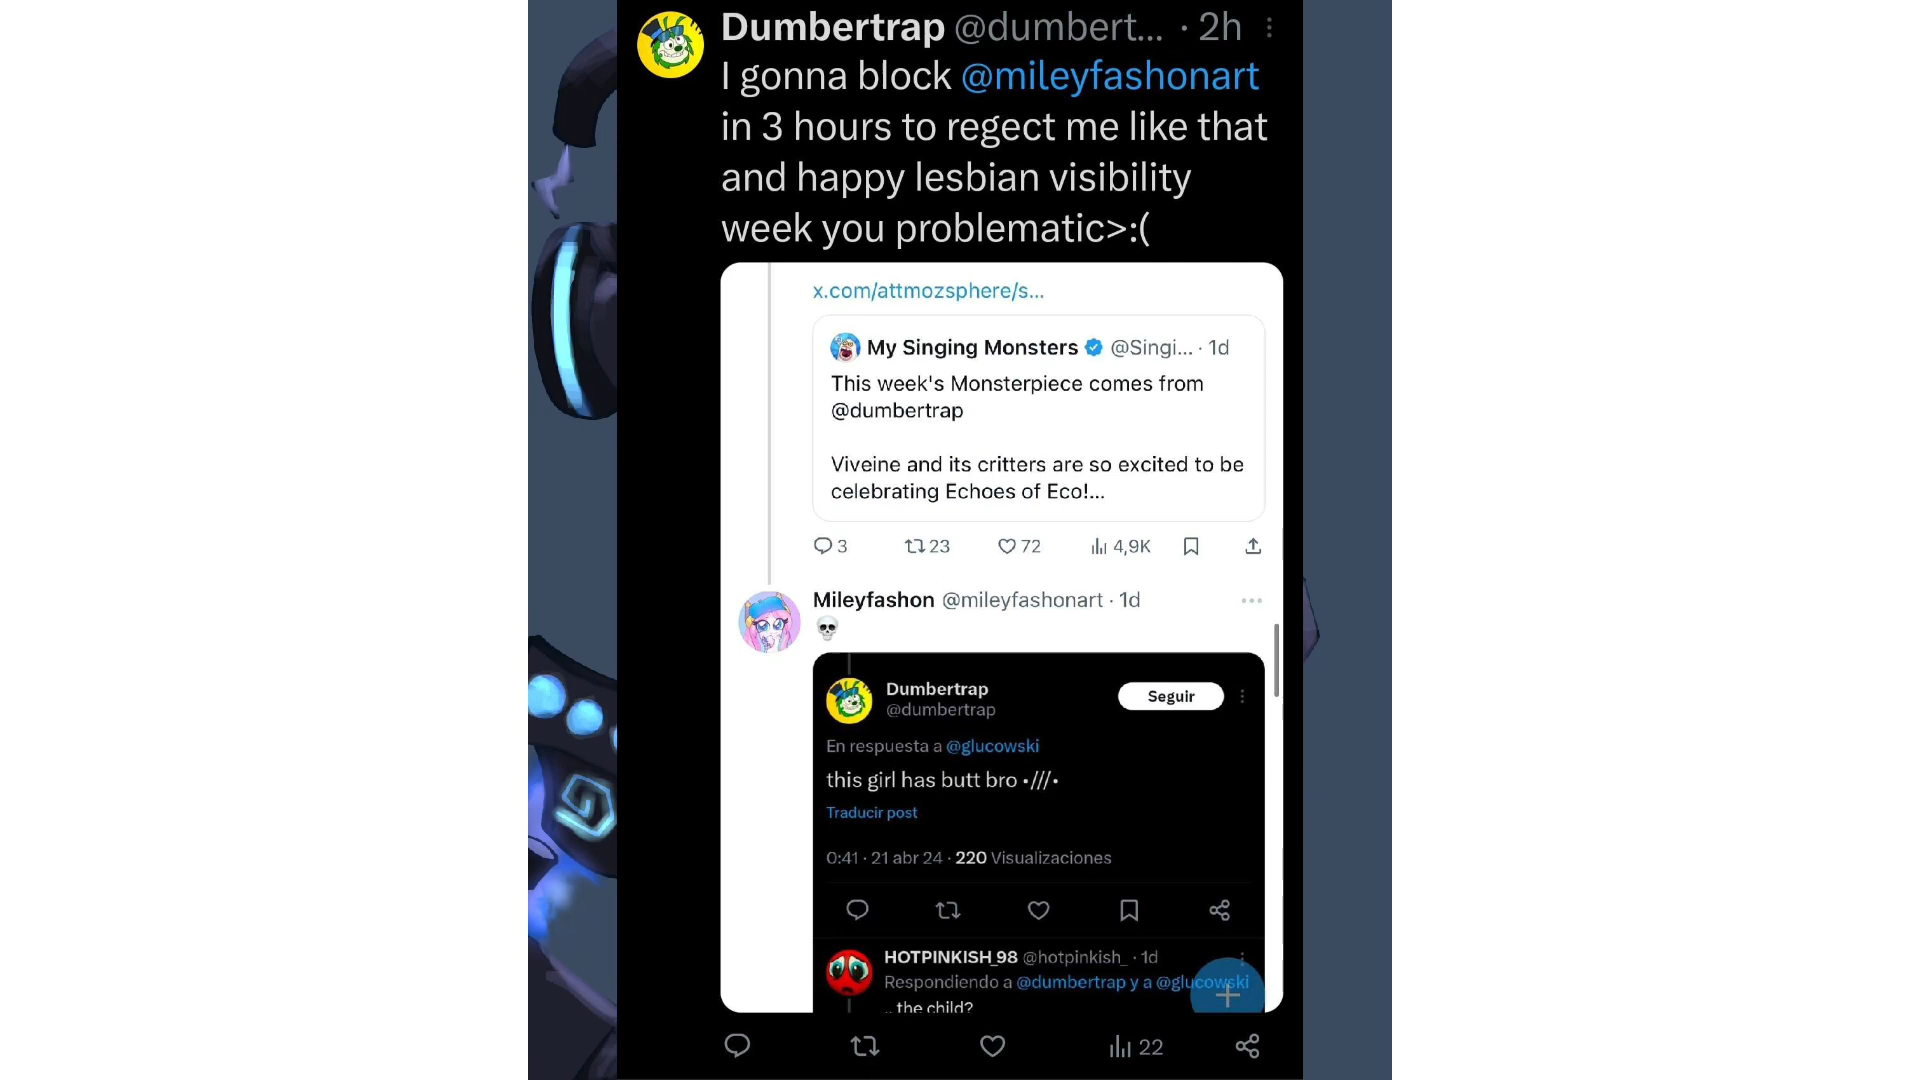 Dumbertrap @dumbert... · 2h
I gonna block @mileyfashonart
in 3 hours to regect me like that
and happy lesbian visibility
week you problematic>:(
x.com/attmozsphere/s...
My Singing Monsters @Singi... · 1d
This week's Monsterpiece comes from
@dumbertrap
Viveine and its critters are so excited to be
celebrating Echoes of Eco!...
3 23 72 4,9K
Mileyfashon @mileyfashonart · 1d
💀
Dumbertrap
@dumbertrap
Seguir
En respuesta a @glucowski
this girl has butt bro •///•
Traducir post
0:41 · 21 abr 24 · 220 Visualizaciones
HOTPINKISH_98 @hotpinkish_ · 1d
Respondiendo a @dumbertrap y a @glucowski
.. the child?
22